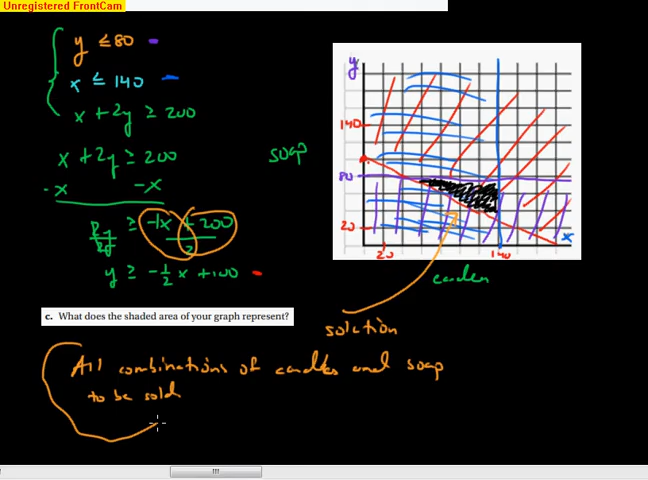 Unregistered FrontCam
y ≤ 80
x ≤ 140
x + 2y ≥ 200
x + 2y ≥ 200
-x -x
≥ -1x + 200
2
y ≥ -1/2 x + 100
soap
y
140
80
20
20
140
x
candles
c. What does the shaded area of your graph represent?
solution
All combinations of candles and soap
to be sold